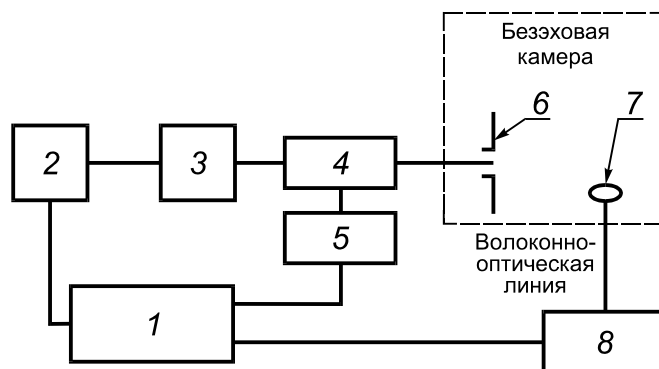 Безэховая
камера
6
7
2
3
4
5
Волоконно-
оптическая
линия
1
8